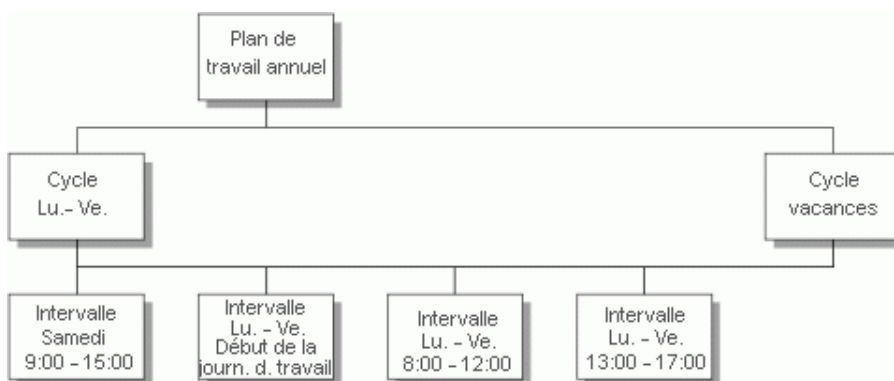 Plan de
travail annuel
Cycle
Lu.- Ve.
Cycle
vacances
Intervalle
Samedi
9:00 - 15:00
Intervalle
Lu. - Ve.
Début de la
journ. d. travail
Intervalle
Lu. - Ve.
8:00 - 12:00
Intervalle
Lu. - Ve.
13:00 - 17:00